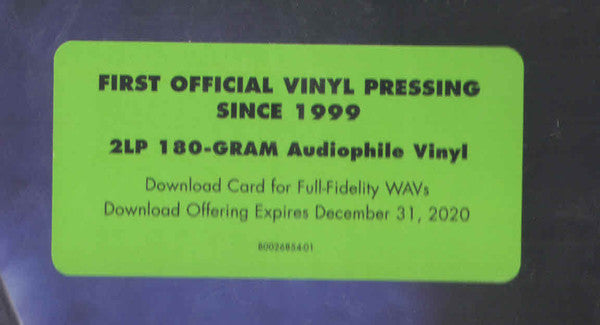 FIRST OFFICIAL VINYL PRESSING
SINCE 1999
2LP 180-GRAM Audiophile Vinyl
Download Card for Full-Fidelity WAVs
Download Offering Expires December 31, 2020
B002685401